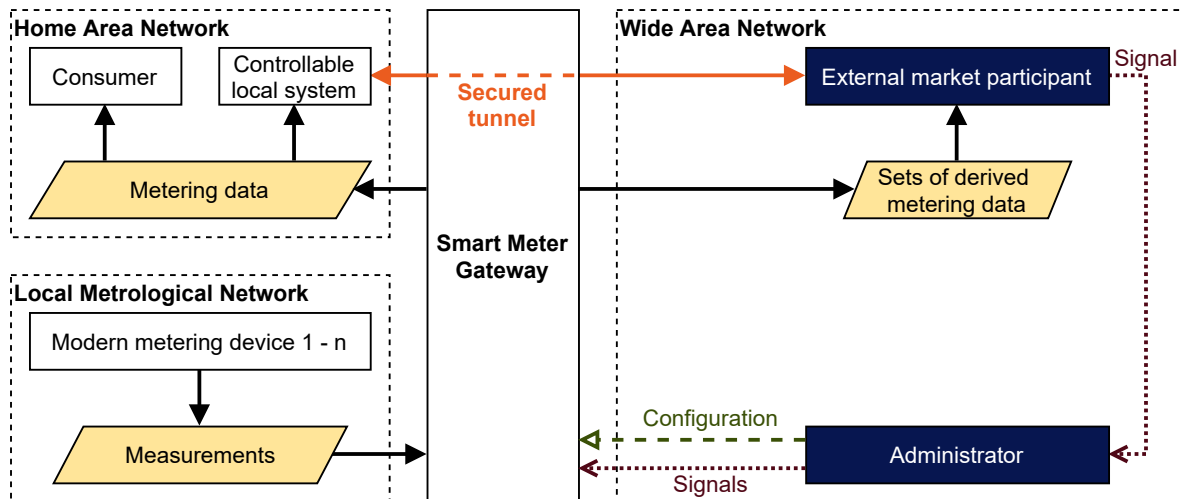 Home Area Network
Consumer
Controllable
local system
Metering data
Local Metrological Network
Modern metering device 1 - n
Measurements
Secured
tunnel
Smart Meter
Gateway
Wide Area Network
External market participant
Signal
Sets of derived
metering data
Configuration
Administrator
Signals